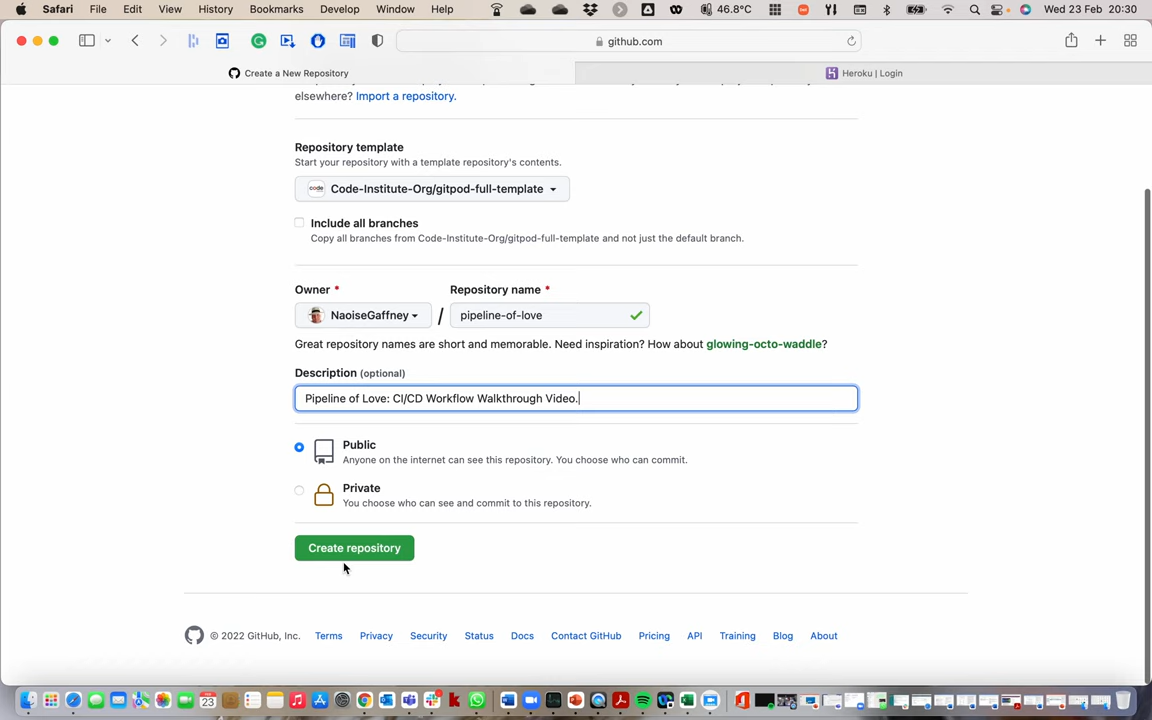 Safari File Edit View History Bookmarks Develop Window Help 46.8°C Wed 23 Feb 20:30
github.com
Create a New Repository
Heroku | Login
elsewhere? Import a repository.
Repository template
Start your repository with a template repository's contents.
code Code-Institute-Org/gitpod-full-template
Include all branches
Copy all branches from Code-Institute-Org/gitpod-full-template and not just the default branch.
Owner * Repository name *
NaoiseGaffney / pipeline-of-love
Great repository names are short and memorable. Need inspiration? How about glowing-octo-waddle?
Description (optional)
Pipeline of Love: CI/CD Workflow Walkthrough Video.
Public
Anyone on the internet can see this repository. You choose who can commit.
Private
You choose who can see and commit to this repository.
Create repository
© 2022 GitHub, Inc. Terms Privacy Security Status Docs Contact GitHub Pricing API Training Blog About